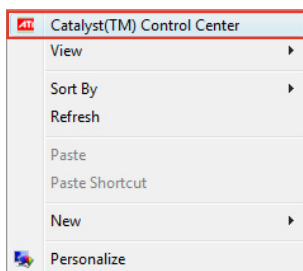 ATI Catalyst(TM) Control Center
View
Sort By
Refresh
Paste
Paste Shortcut
New
Personalize